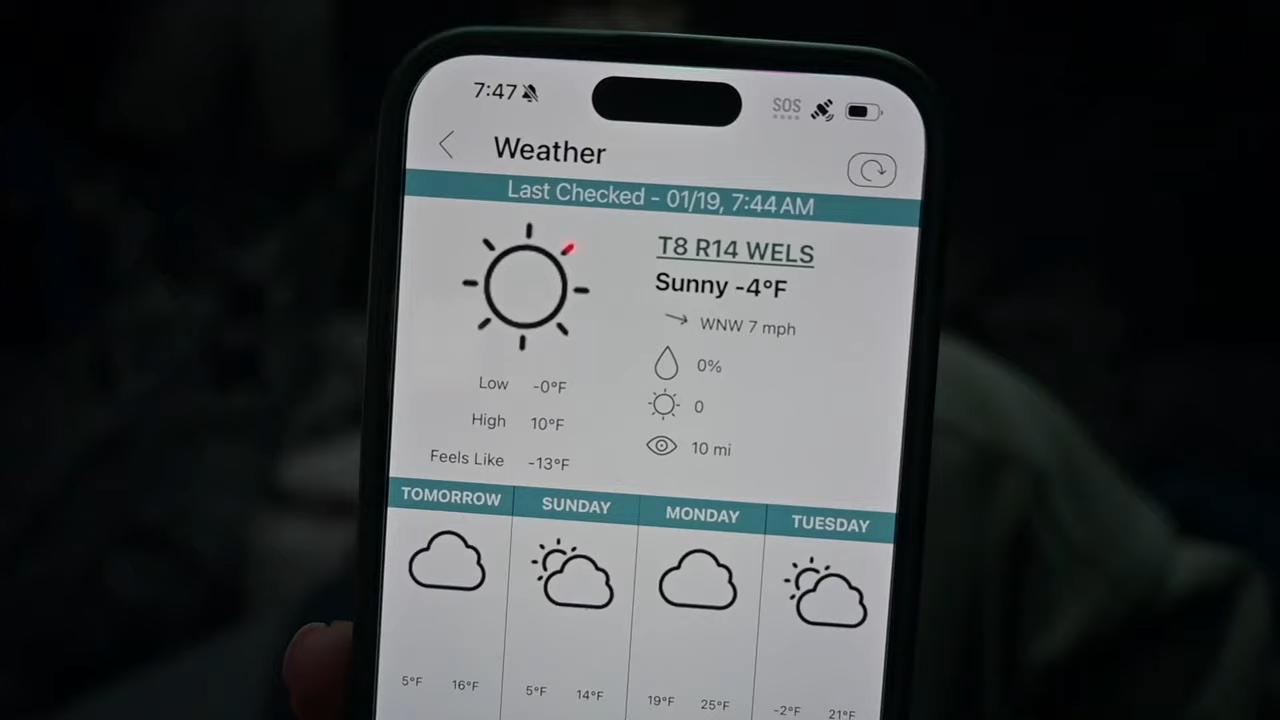 7:47 SOS
Weather
Last Checked - 01/19, 7:44 AM
T8 R14 WELS
Sunny -4°F
WNW 7 mph
0%
0
10 mi
Low -0°F
High 10°F
Feels Like -13°F
TOMORROW SUNDAY MONDAY TUESDAY
5°F 16°F 5°F 14°F 19°F 25°F -2°F 21°F